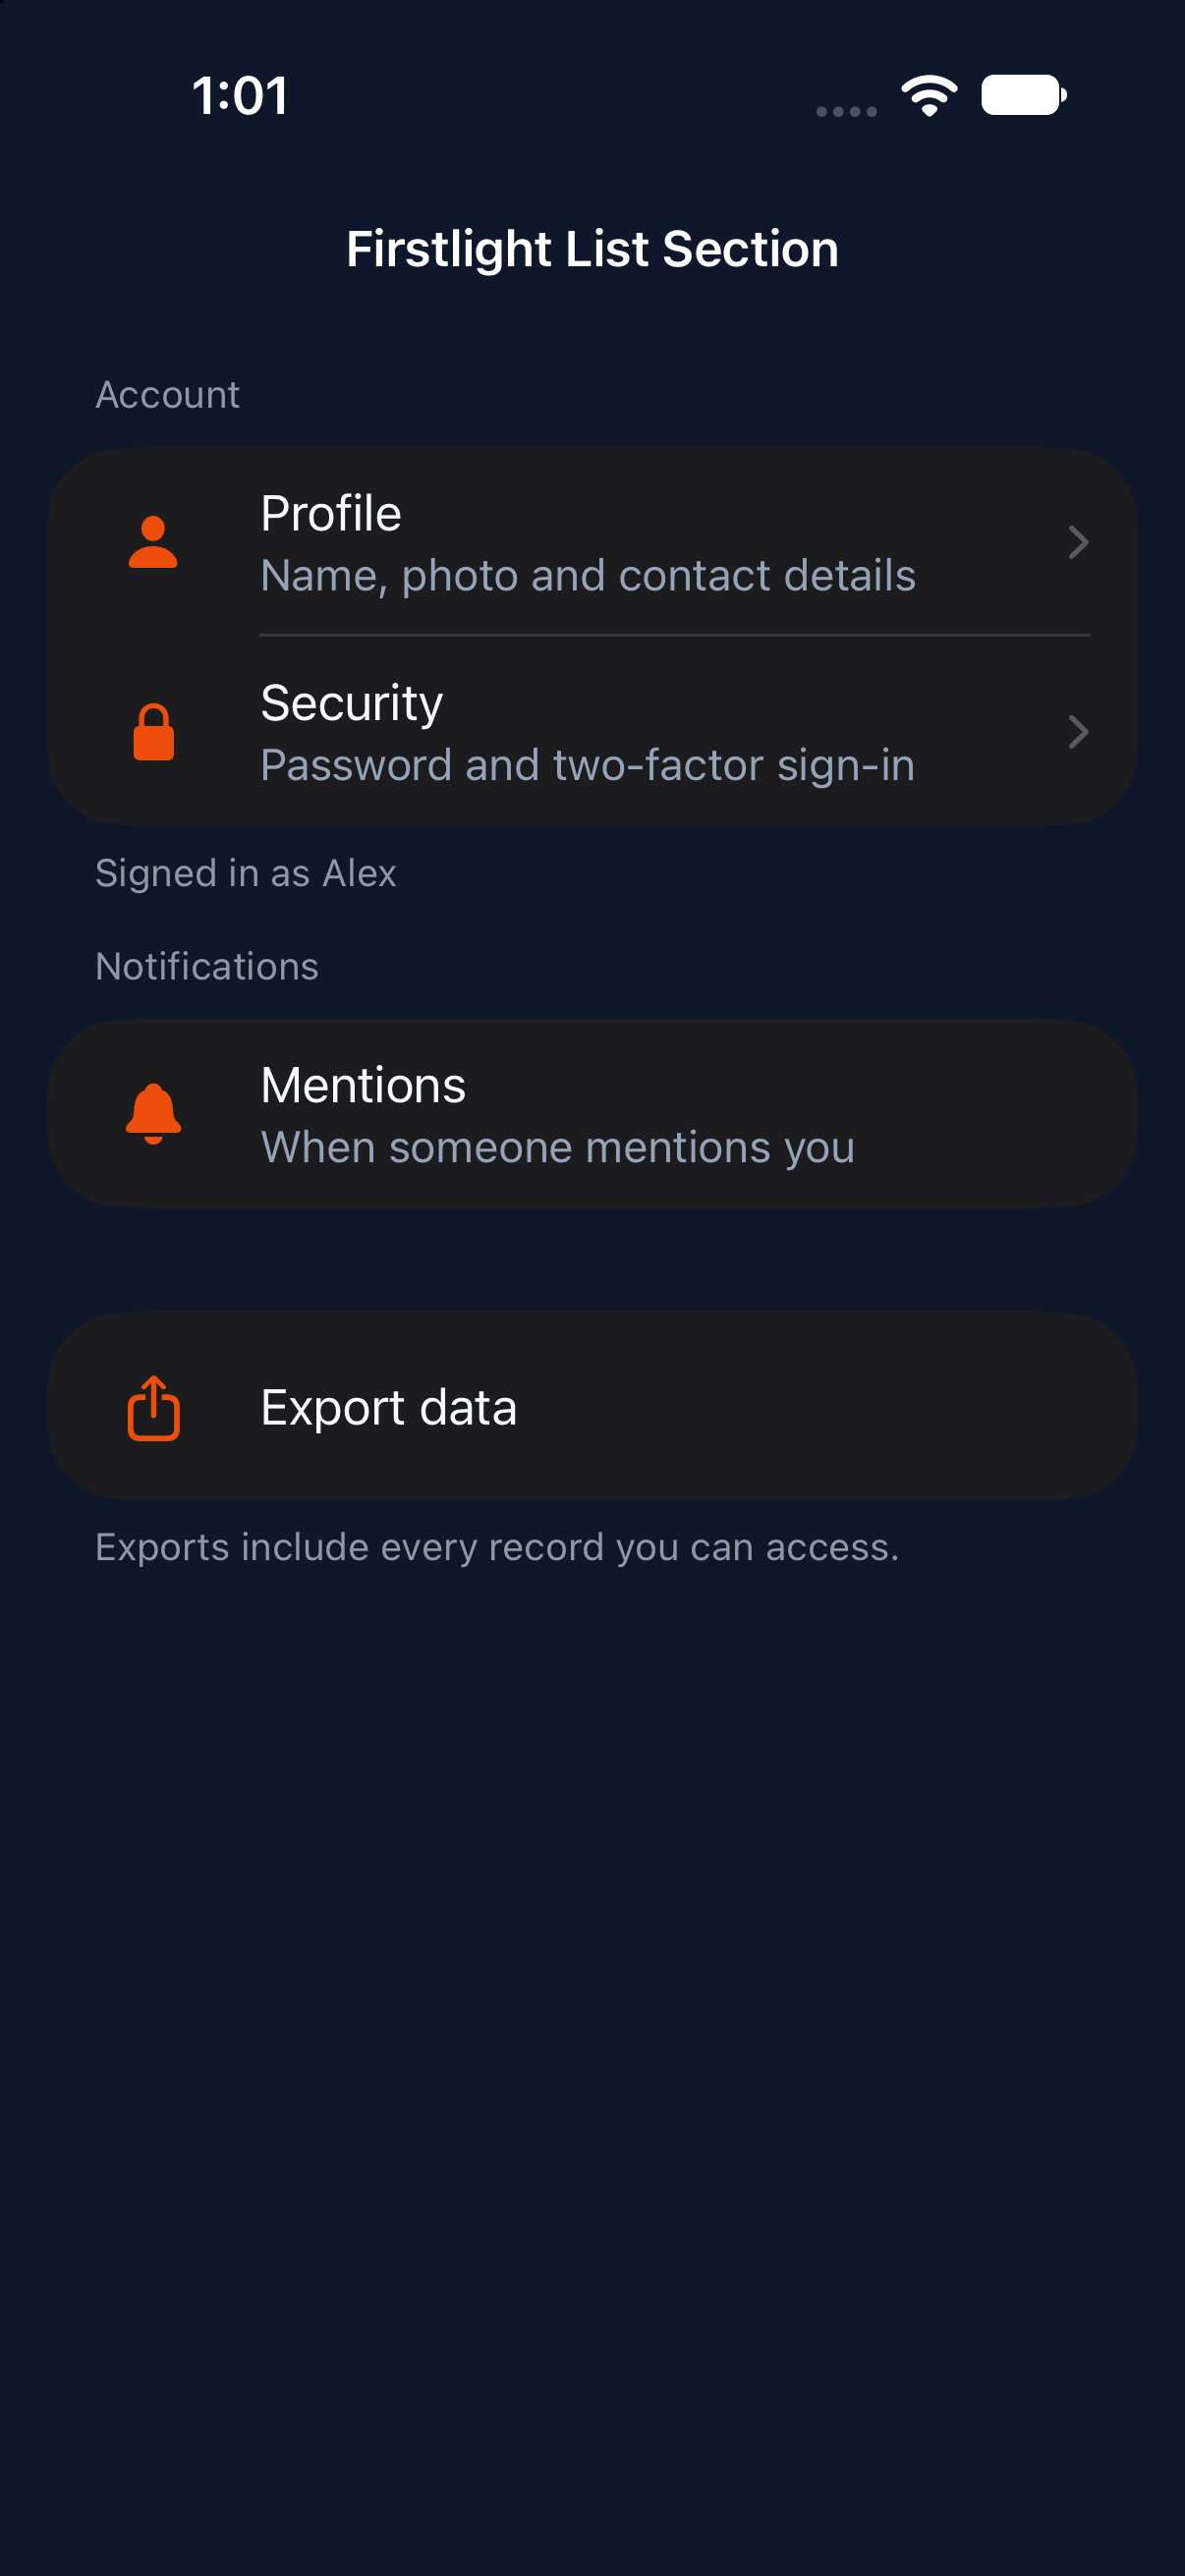 1:01
Firstlight List Section
Account
Profile
Name, photo and contact details
Security
Password and two-factor sign-in
Signed in as Alex
Notifications
Mentions
When someone mentions you
Export data
Exports include every record you can access.